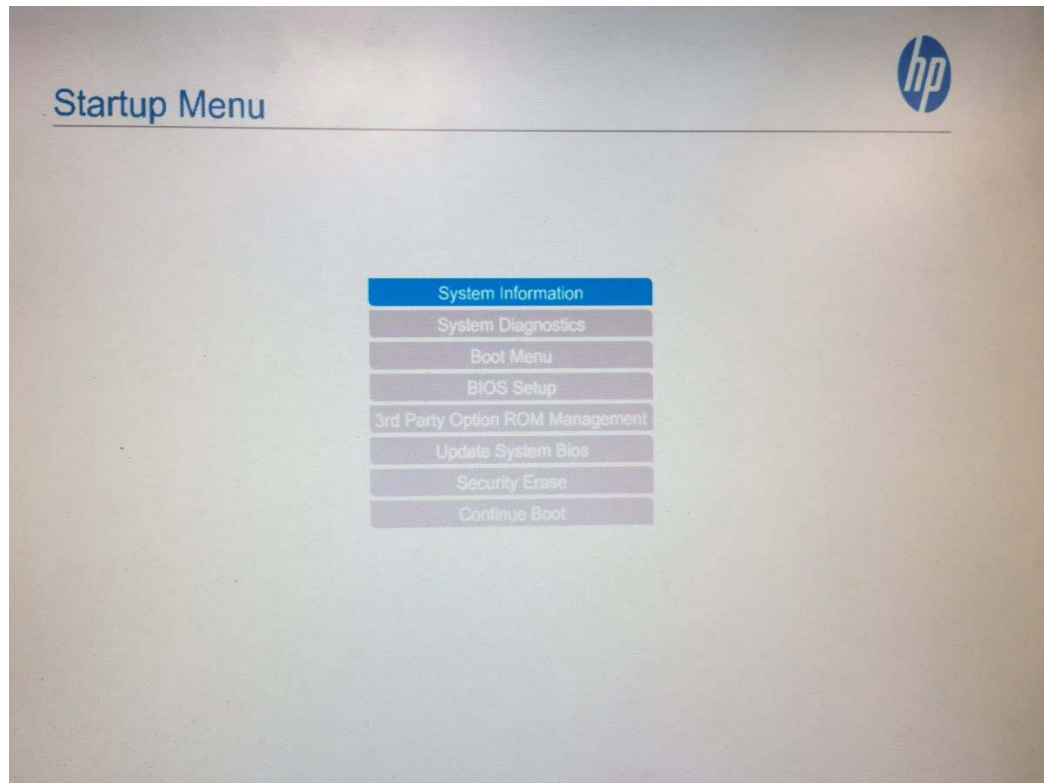 hp
Startup Menu
System Information
System Diagnostics
Boot Menu
BIOS Setup
3rd Party Option ROM Management
Update System Bios
Security Erase
Continue Boot